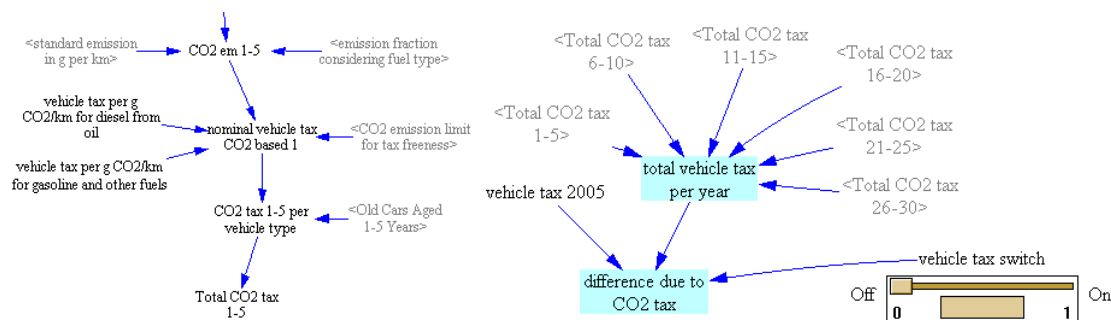 <standard emission
in g per km>
CO2 em 1-5
<emission fraction
considering fuel type>
vehicle tax per g
CO2/km for diesel from
oil
nominal vehicle tax
CO2 based 1
<CO2 emission limit
for tax freeness>
vehicle tax per g CO2/km
for gasoline and other fuels
CO2 tax 1-5 per
vehicle type
<Old Cars Aged
1-5 Years>
Total CO2 tax
1-5
<Total CO2 tax
6-10>
<Total CO2 tax
11-15>
<Total CO2 tax
16-20>
<Total CO2 tax
1-5>
<Total CO2 tax
21-25>
total vehicle tax
per year
<Total CO2 tax
26-30>
vehicle tax 2005
difference due to
CO2 tax
vehicle tax switch
Off
On
0
1